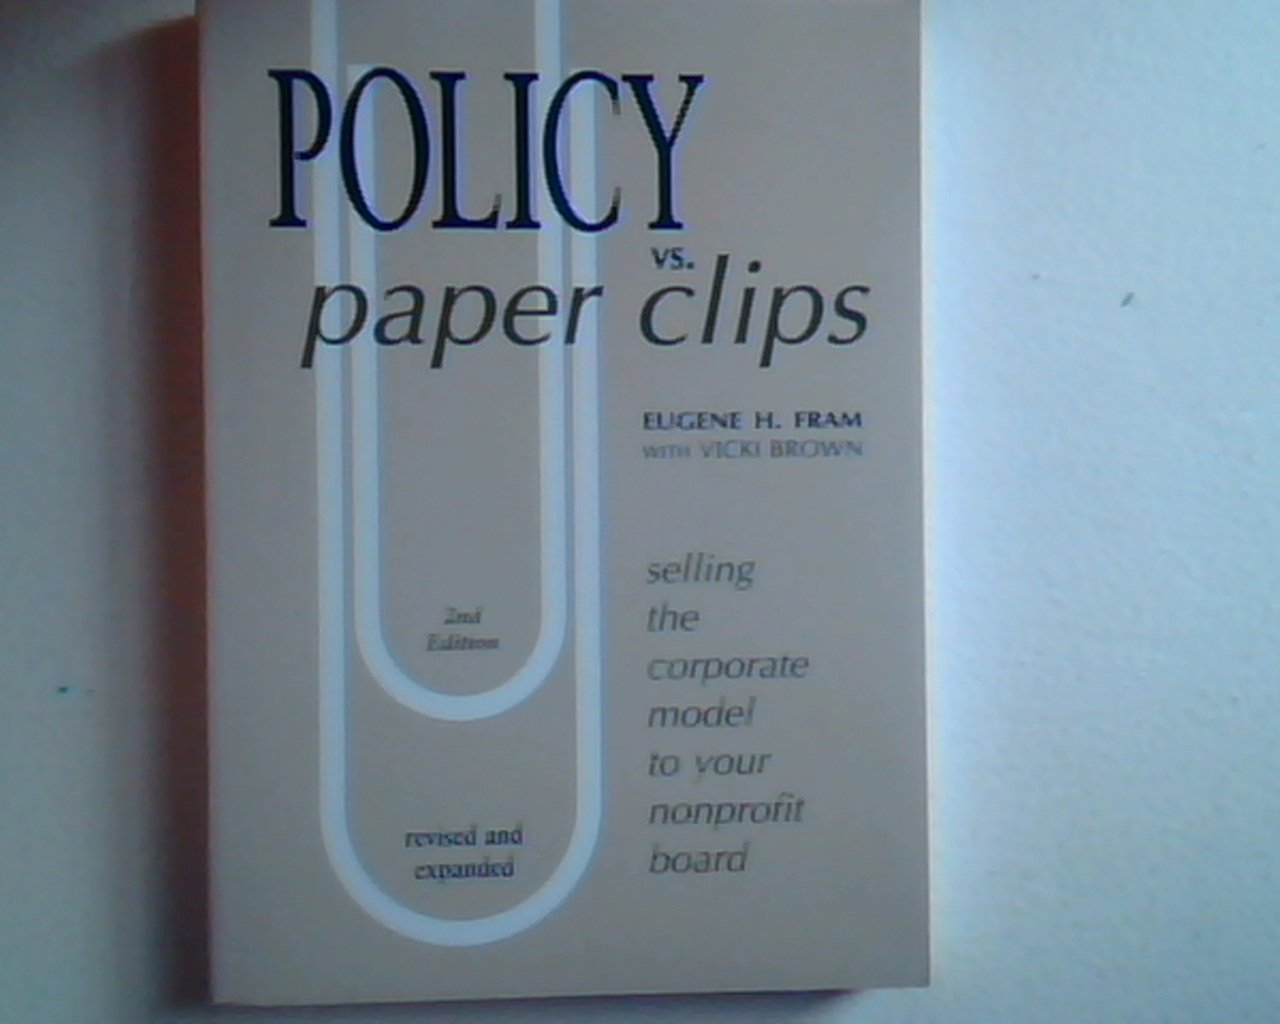 POLICY
vs.
paper clips
EUGENE H. FRAM
WITH VICKI BROWN
selling
the
corporate
model
to your
nonprofit
board
2nd
Edition
revised and
expanded